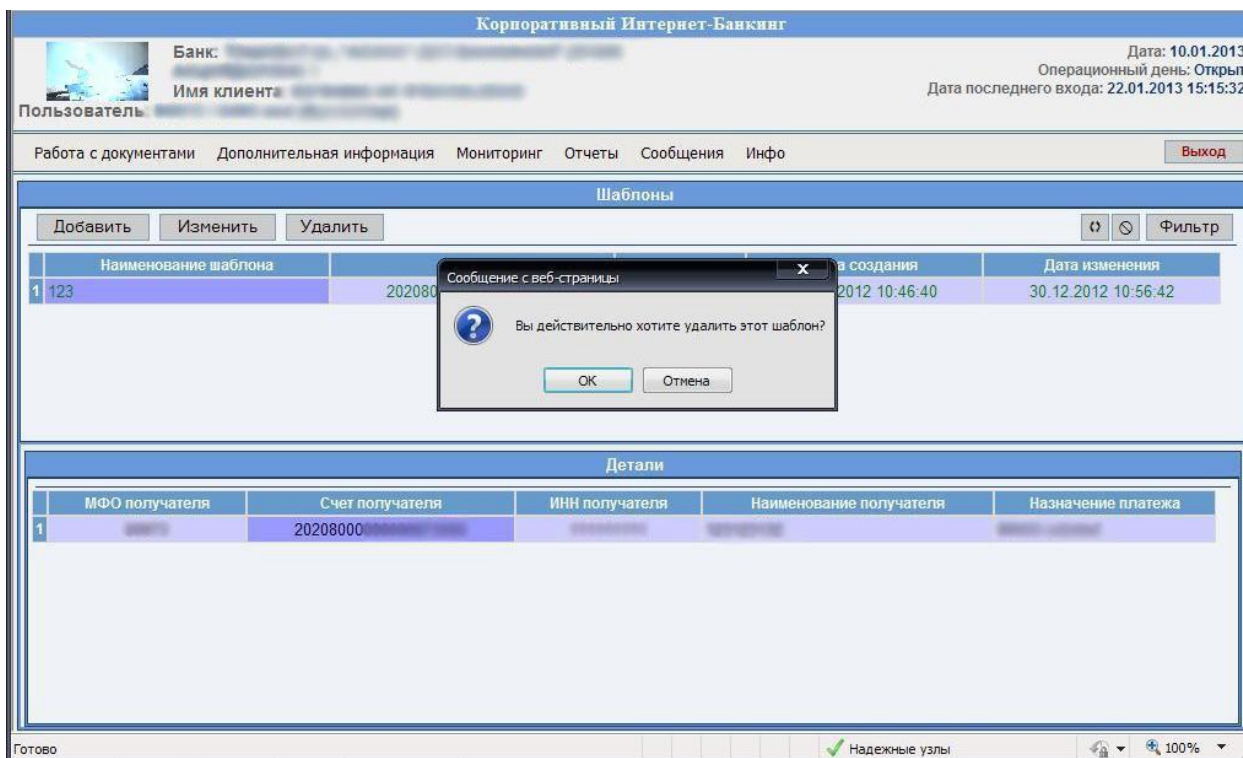 Корпоративный Интернет-Банкинг
Банк:
Имя клиента
Пользователь:
Дата: 10.01.2013
Операционный день: Открыт
Дата последнего входа: 22.01.2013 15:15:32
Работа с документами Дополнительная информация Мониторинг Отчеты Сообщения Инфо Выход
Шаблоны
Добавить Изменить Удалить Фильтр
Наименование шаблона а создания Дата изменения
1 123 202080 2012 10:46:40 30.12.2012 10:56:42
Сообщение с веб-страницы x
Вы действительно хотите удалить этот шаблон?
OK Отмена
Детали
МФО получателя Счет получателя ИНН получателя Наименование получателя Назначение платежа
1 20208000
Готово Надежные узлы 100%